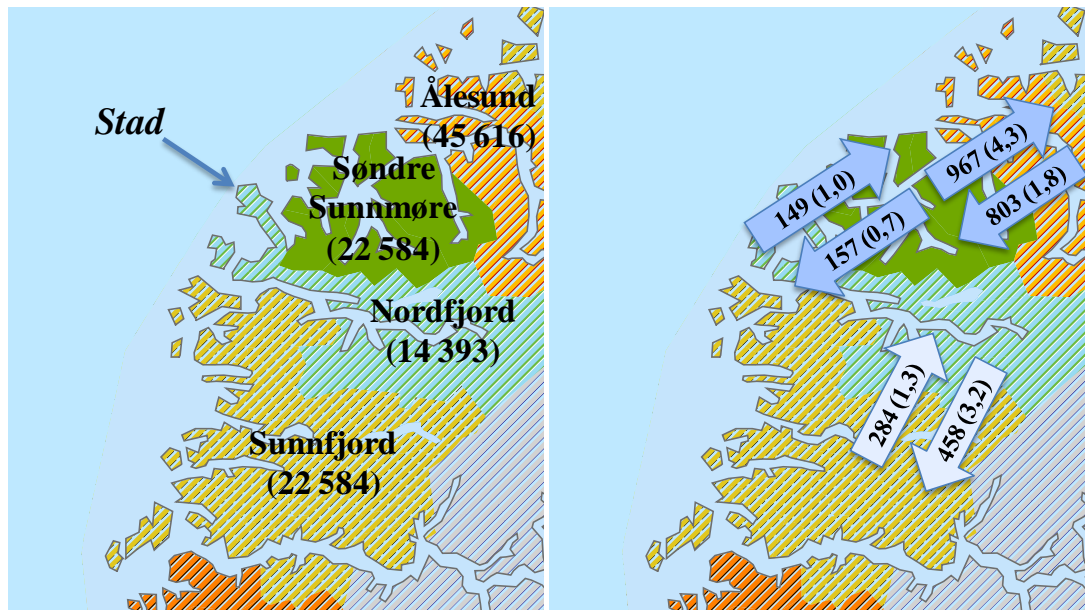 Stad
Ålesund
(45 616)
Søndre
Sunnmøre
(22 584)
Nordfjord
(14 393)
Sunnfjord
(22 584)
149 (1,0)
157 (0,7)
967 (4,3)
803 (1,8)
284 (1,3)
458 (3,2)